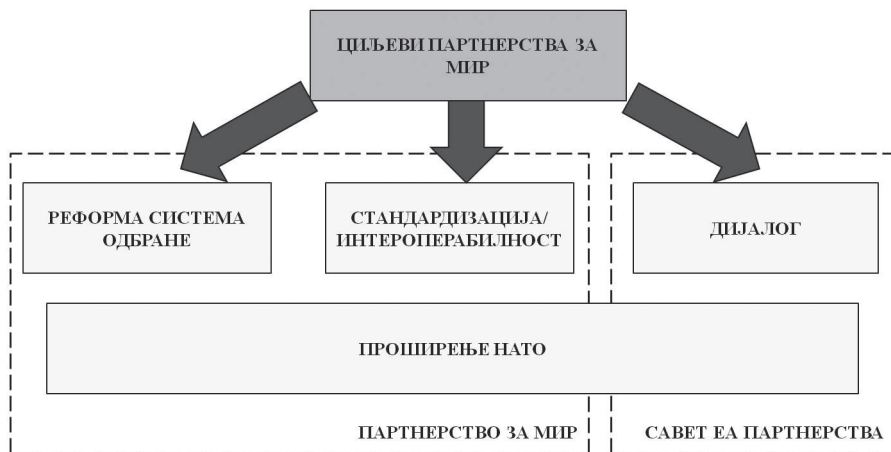 ЦИЉЕВИ ПАРТНЕРСТВА ЗА
МИР
РЕФОРМА СИСТЕМА
ОДБРАНЕ
СТАНДАРДИЗАЦИЈА/
ИНТЕРОПЕРАБИЛНОСТ
ДИЈАЛОГ
ПРОШИРЕЊЕ НАТО
ПАРТНЕРСТВО ЗА МИР
САВЕТ ЕА ПАРТНЕРСТВА